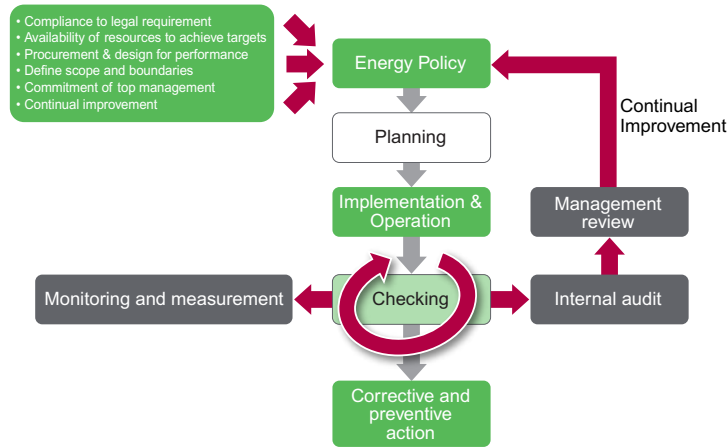 • Compliance to legal requirement
• Availability of resources to achieve targets
• Procurement & design for performance
• Define scope and boundaries
• Commitment of top management
• Continual improvement
Energy Policy
Continual
Improvement
Planning
Implementation &
Operation
Management
review
Monitoring and measurement
Checking
Internal audit
Corrective and
preventive
action